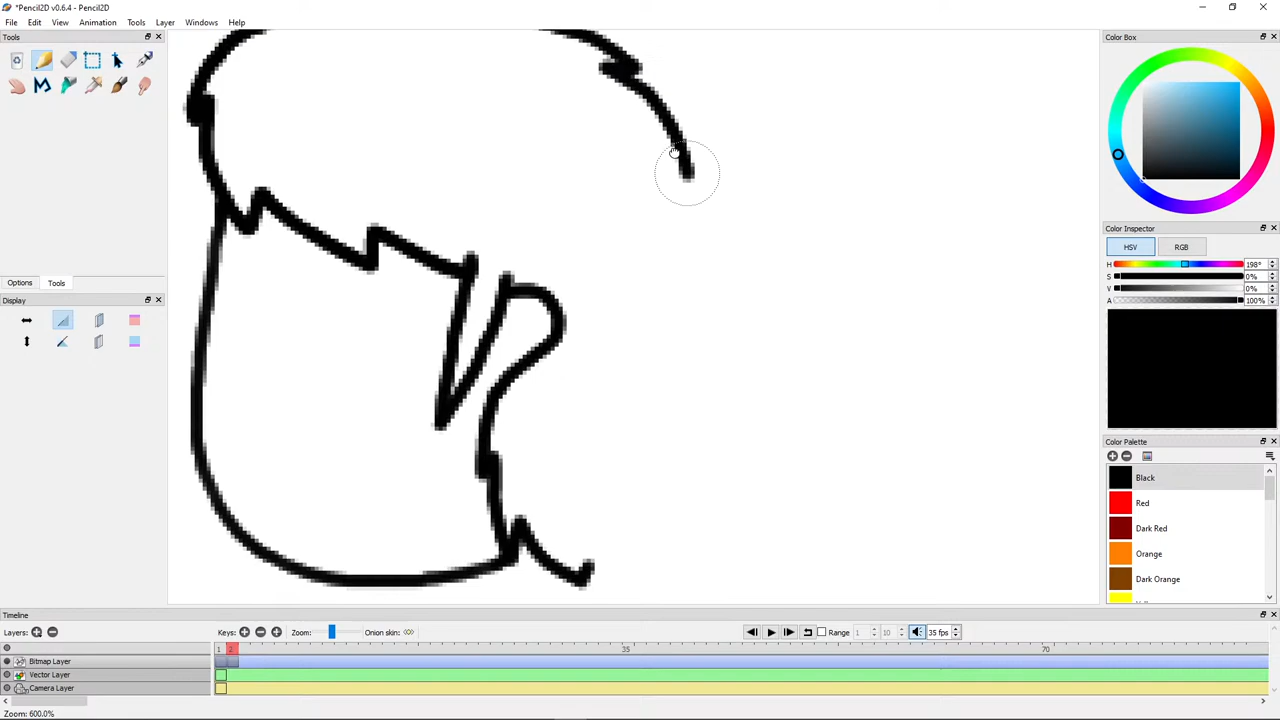 *Pencil2D v0.6.4 - Pencil2D
File Edit View Animation Tools Layer Windows Help
Tools
Color Box
Color Inspector
HSV RGB
H 198°
S 0%
V 0%
A 100%
Options Tools
Display
Color Palette
Black
Red
Dark Red
Orange
Dark Orange
Timeline
Layers: Keys: Zoom: Onion skin: Range 1 10 35 fps
1 2 35 70
Bitmap Layer
Vector Layer
Camera Layer
Zoom: 600.0%